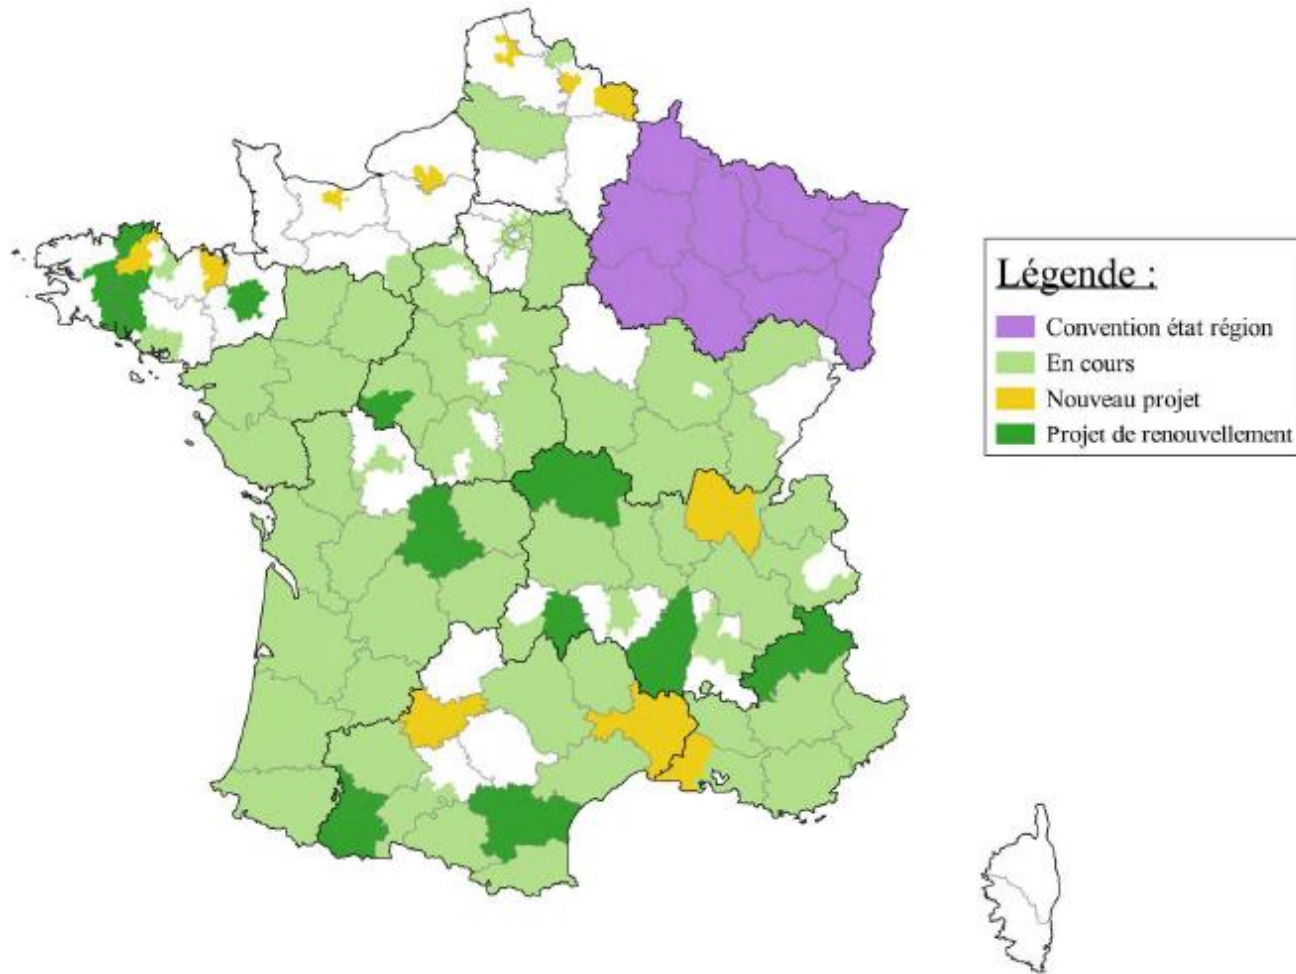 Légende :
Convention état région
En cours
Nouveau projet
Projet de renouvellement